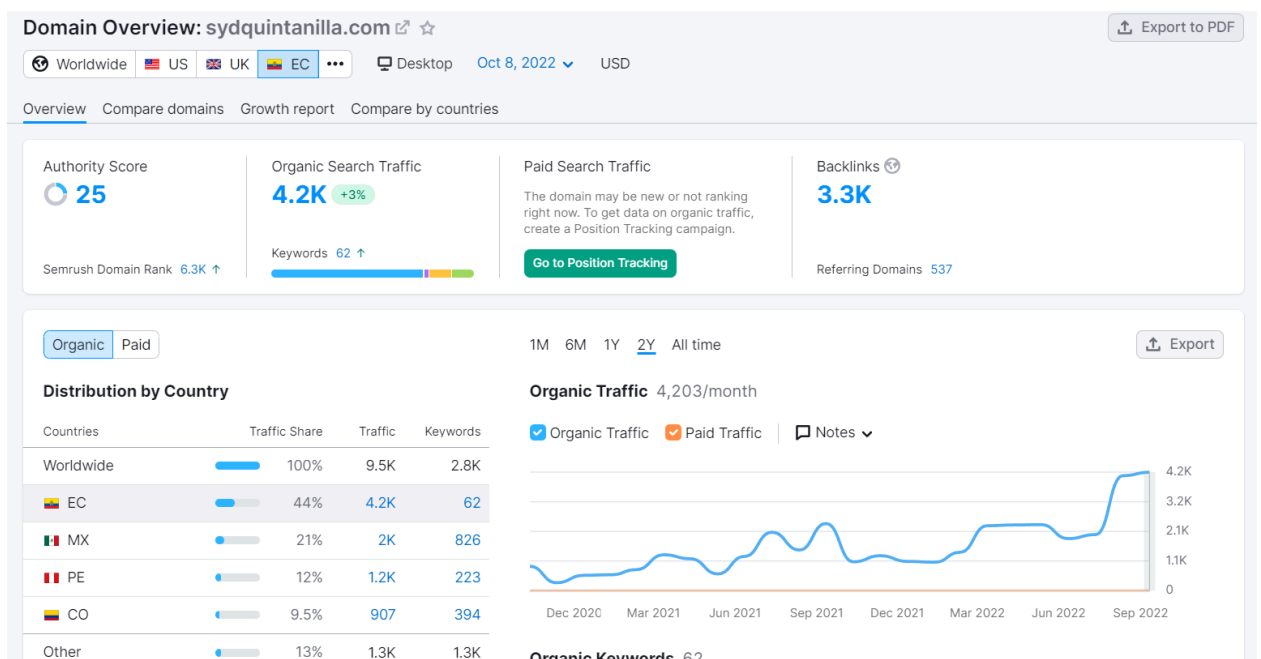 Domain Overview: sydquintanilla.com
Export to PDF
Worldwide US UK EC ••• Desktop Oct 8, 2022 USD
Overview Compare domains Growth report Compare by countries
Authority Score
25
Semrush Domain Rank 6.3K ↑
Organic Search Traffic
4.2K +3%
Keywords 62 ↑
Paid Search Traffic
The domain may be new or not ranking
right now. To get data on organic traffic,
create a Position Tracking campaign.
Go to Position Tracking
Backlinks
3.3K
Referring Domains 537
Organic Paid
Distribution by Country
Countries Traffic Share Traffic Keywords
Worldwide 100% 9.5K 2.8K
EC 44% 4.2K 62
MX 21% 2K 826
PE 12% 1.2K 223
CO 9.5% 907 394
Other 13% 1.3K 1.3K
1M 6M 1Y 2Y All time
Export
Organic Traffic 4,203/month
Organic Traffic Paid Traffic Notes
4.2K
3.2K
2.1K
1.1K
0
Dec 2020 Mar 2021 Jun 2021 Sep 2021 Dec 2021 Mar 2022 Jun 2022 Sep 2022
Organic Keywords 62